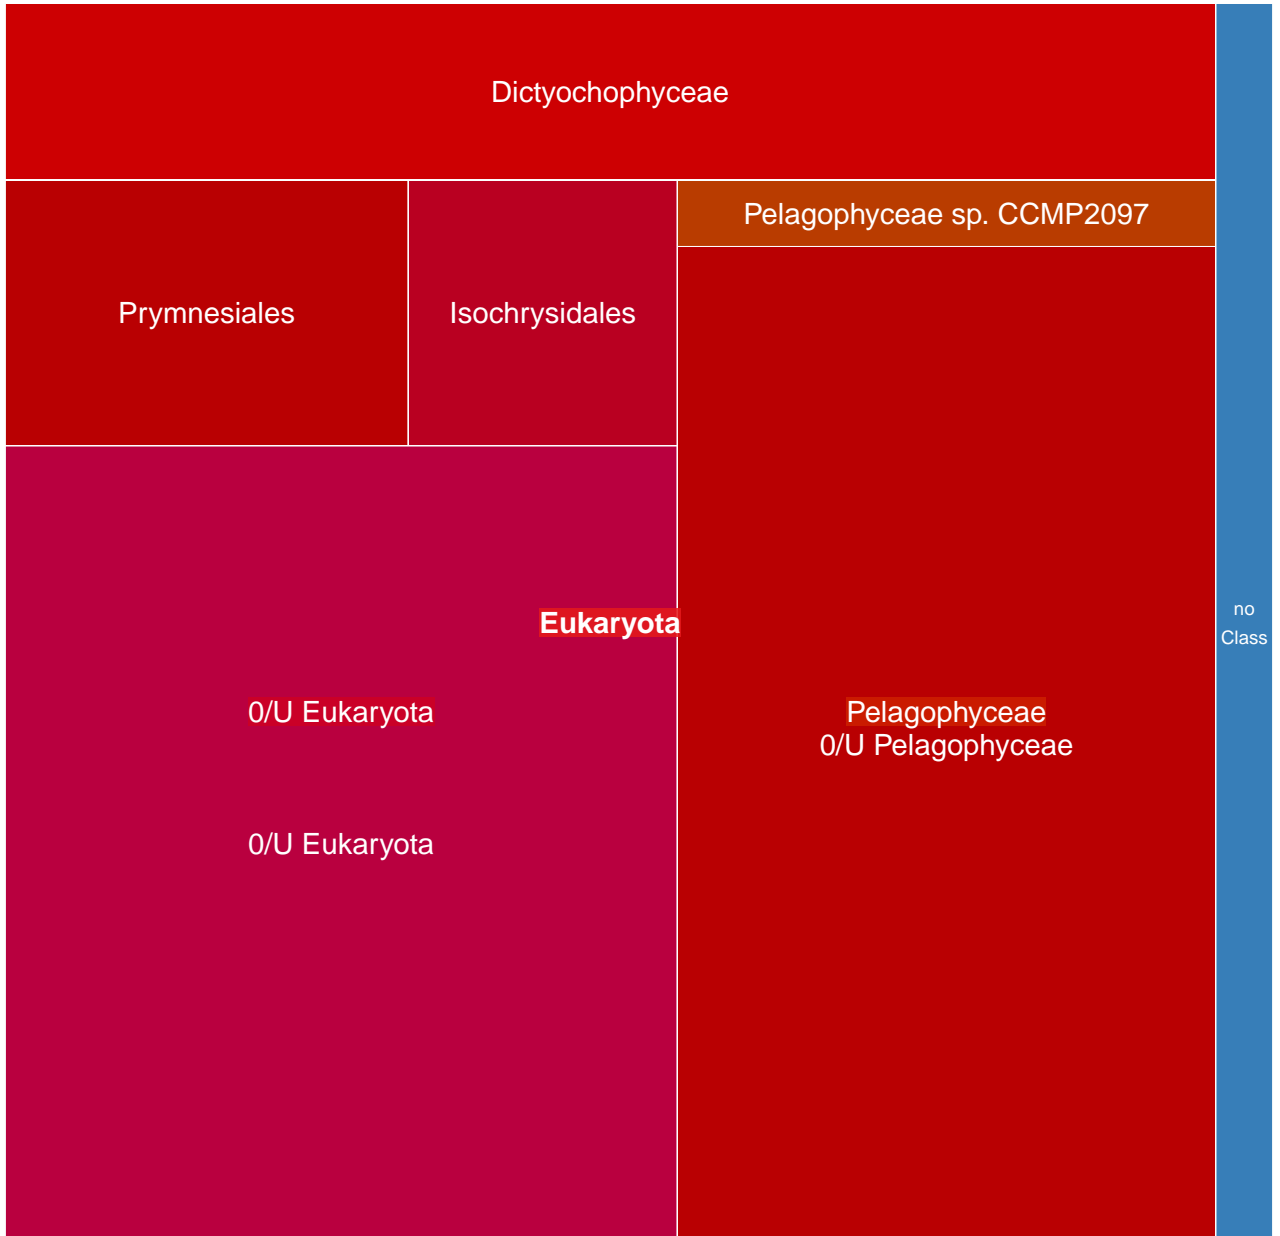 Dictyochophyceae
Pelagophyceae sp. CCMP2097
Prymnesiales
Isochrysidales
Eukaryota
no
Class
0/U Eukaryota
Pelagophyceae
0/U Pelagophyceae
0/U Eukaryota